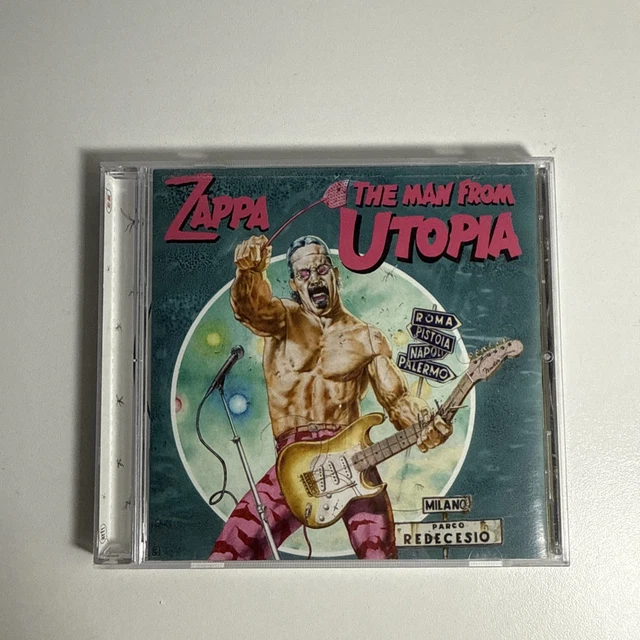 ZAPPA
THE MAN FROM
UTOPIA
ROMA
PISTOIA
NAPOLI
PALERMO
MILANO
PARCO
REDECESIO